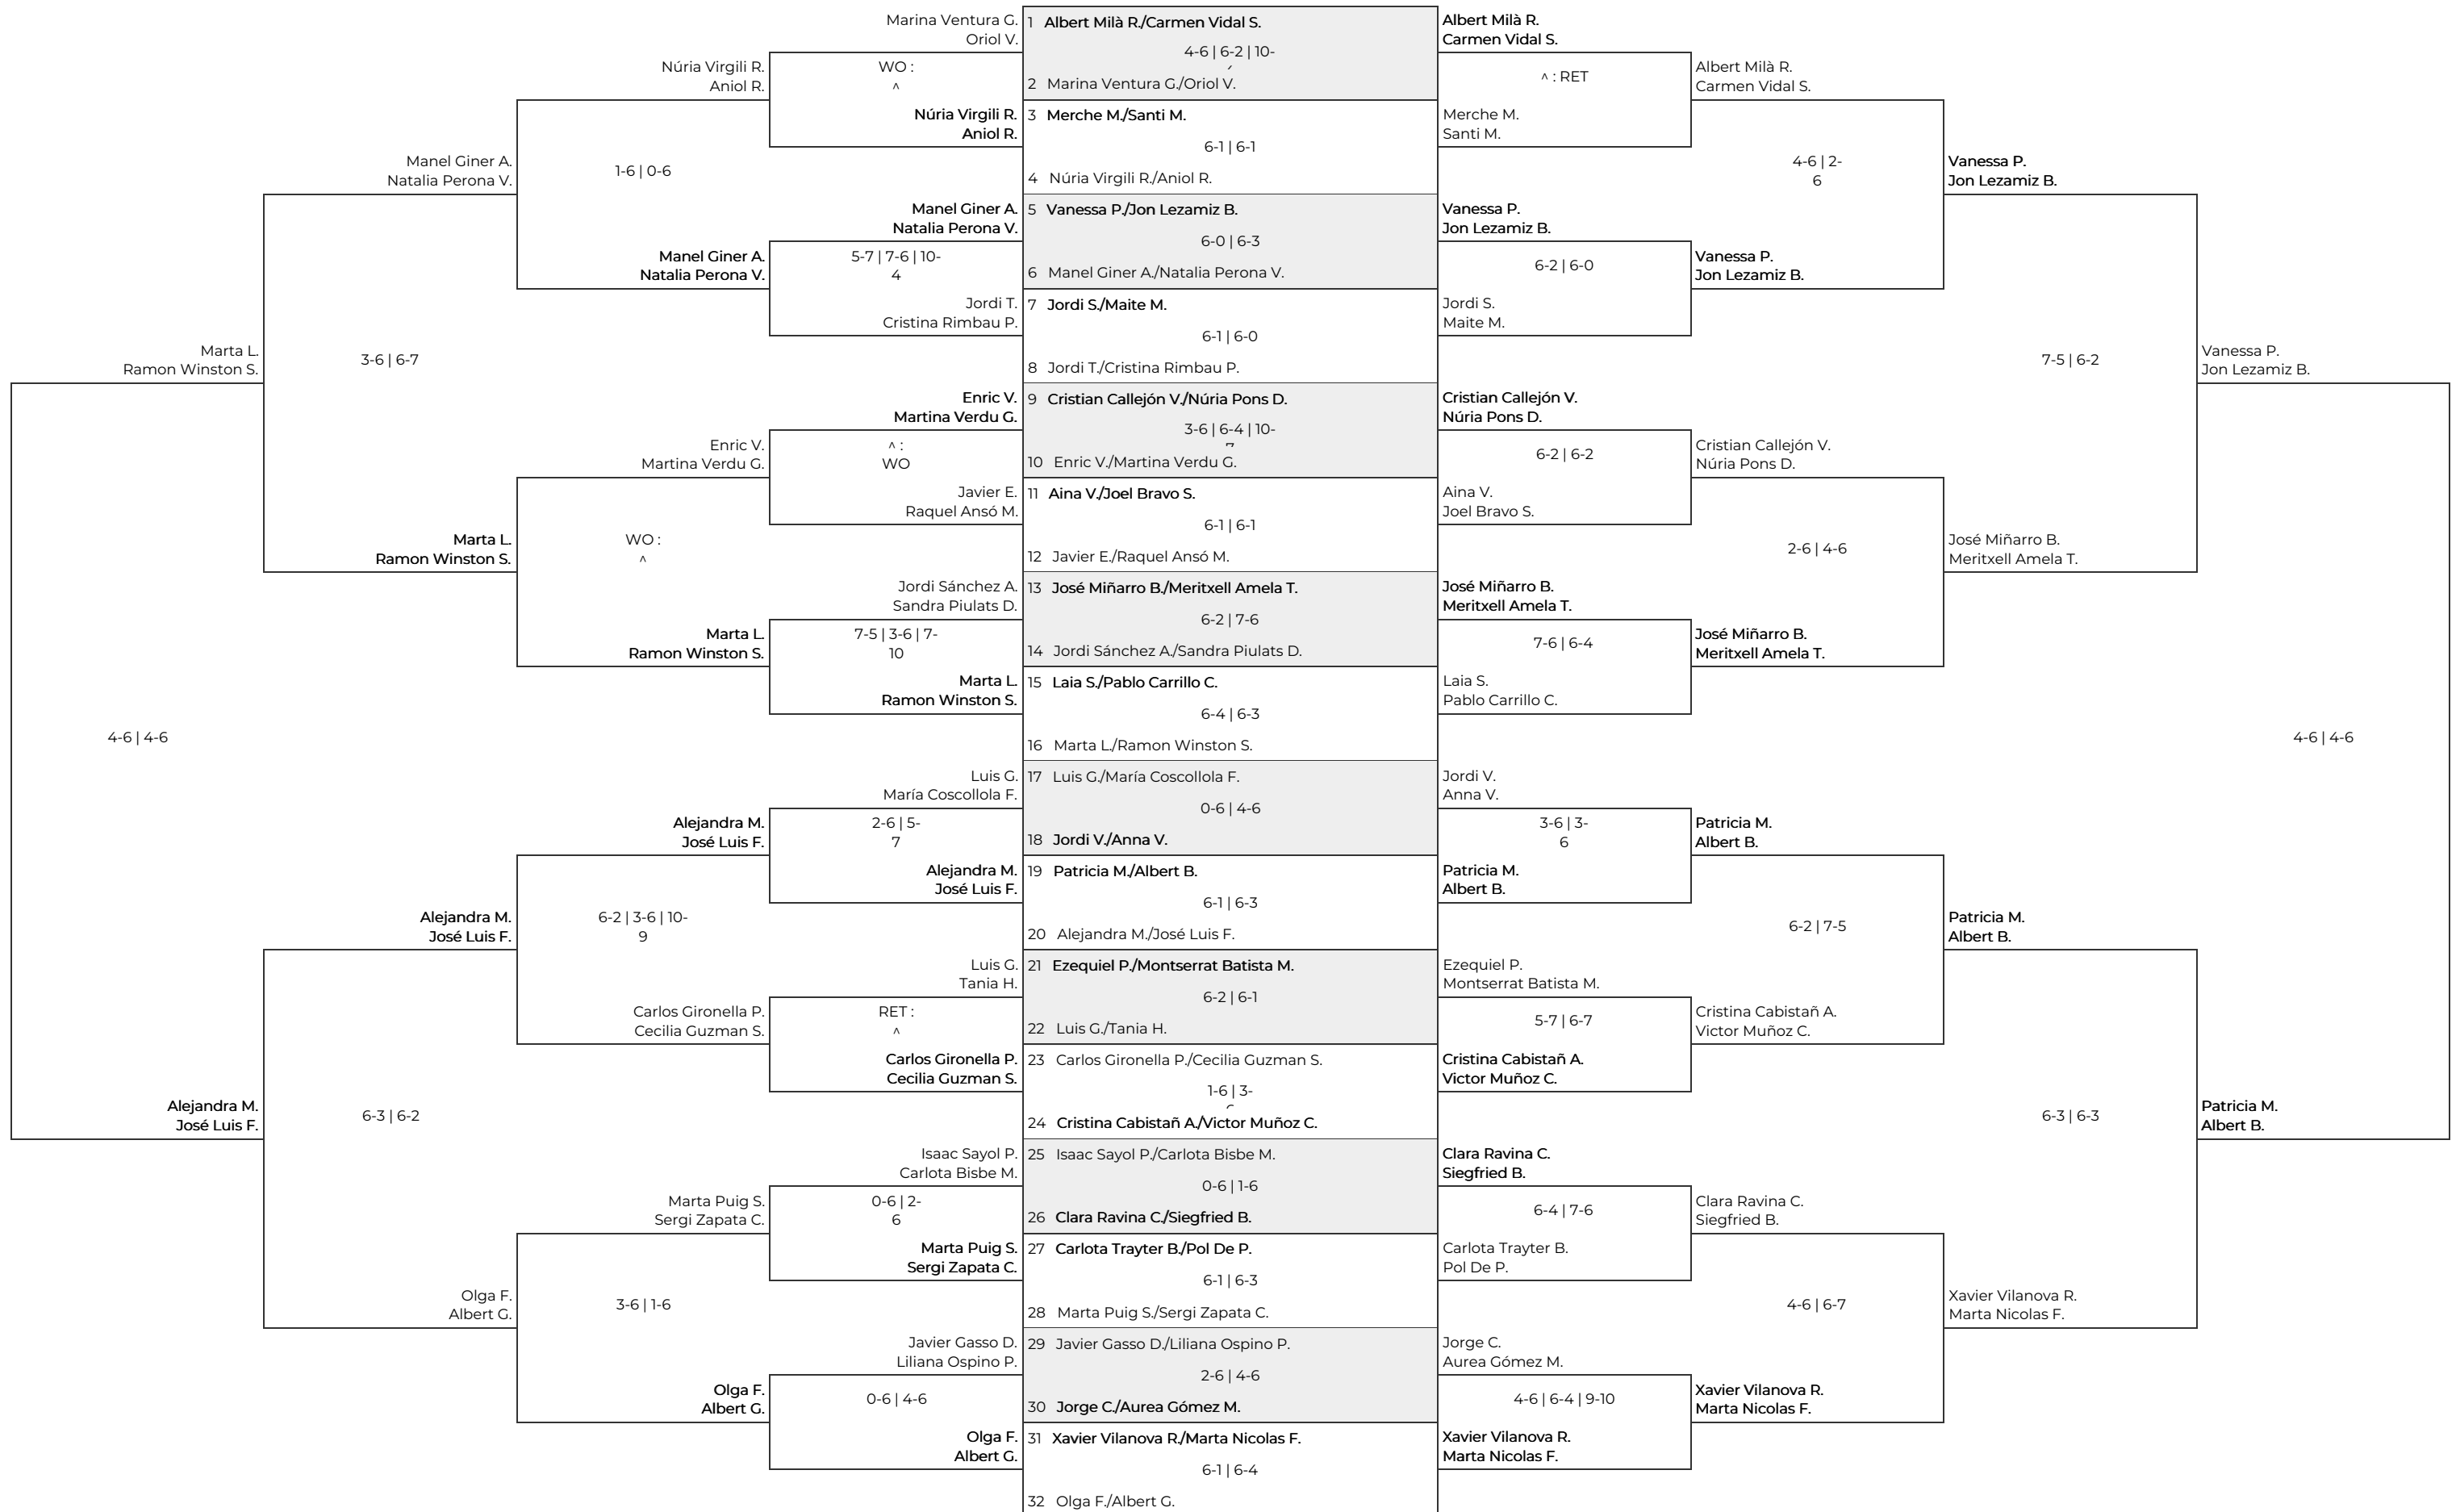 Marina Ventura G.
Oriol V.
Núria Virgili R.
Aniol R.
WO :
^
Núria Virgili R.
Aniol R.
Manel Giner A.
Natalia Perona V.
1-6 | 0-6
Manel Giner A.
Natalia Perona V.
Manel Giner A.
Natalia Perona V.
5-7 | 7-6 | 10-
4
Jordi T.
Cristina Rimbau P.
Marta L.
Ramon Winston S.
3-6 | 6-7
Enric V.
Martina Verdu G.
Enric V.
Martina Verdu G.
^ :
WO
Javier E.
Raquel Ansó M.
Marta L.
Ramon Winston S.
WO :
^
Jordi Sánchez A.
Sandra Piulats D.
Marta L.
Ramon Winston S.
7-5 | 3-6 | 7-
10
Marta L.
Ramon Winston S.
4-6 | 4-6
Luis G.
María Coscollola F.
Alejandra M.
José Luis F.
2-6 | 5-
7
Alejandra M.
José Luis F.
Alejandra M.
José Luis F.
6-2 | 3-6 | 10-
9
Luis G.
Tania H.
Carlos Gironella P.
Cecilia Guzman S.
RET :
^
Carlos Gironella P.
Cecilia Guzman S.
Alejandra M.
José Luis F.
6-3 | 6-2
Isaac Sayol P.
Carlota Bisbe M.
Marta Puig S.
Sergi Zapata C.
0-6 | 2-
6
Marta Puig S.
Sergi Zapata C.
Olga F.
Albert G.
3-6 | 1-6
Javier Gasso D.
Liliana Ospino P.
Olga F.
Albert G.
0-6 | 4-6
Olga F.
Albert G.
1 Albert Milà R./Carmen Vidal S.
4-6 | 6-2 | 10-
2 Marina Ventura G./Oriol V.
3 Merche M./Santi M.
6-1 | 6-1
4 Núria Virgili R./Aniol R.
5 Vanessa P./Jon Lezamiz B.
6-0 | 6-3
6 Manel Giner A./Natalia Perona V.
7 Jordi S./Maite M.
6-1 | 6-0
8 Jordi T./Cristina Rimbau P.
9 Cristian Callejón V./Núria Pons D.
3-6 | 6-4 | 10-
10 Enric V./Martina Verdu G.
11 Aina V./Joel Bravo S.
6-1 | 6-1
12 Javier E./Raquel Ansó M.
13 José Miñarro B./Meritxell Amela T.
6-2 | 7-6
14 Jordi Sánchez A./Sandra Piulats D.
15 Laia S./Pablo Carrillo C.
6-4 | 6-3
16 Marta L./Ramon Winston S.
17 Luis G./María Coscollola F.
0-6 | 4-6
18 Jordi V./Anna V.
19 Patricia M./Albert B.
6-1 | 6-3
20 Alejandra M./José Luis F.
21 Ezequiel P./Montserrat Batista M.
6-2 | 6-1
22 Luis G./Tania H.
23 Carlos Gironella P./Cecilia Guzman S.
1-6 | 3-
24 Cristina Cabistañ A./Victor Muñoz C.
25 Isaac Sayol P./Carlota Bisbe M.
0-6 | 1-6
26 Clara Ravina C./Siegfried B.
27 Carlota Trayter B./Pol De P.
6-1 | 6-3
28 Marta Puig S./Sergi Zapata C.
29 Javier Gasso D./Liliana Ospino P.
2-6 | 4-6
30 Jorge C./Aurea Gómez M.
31 Xavier Vilanova R./Marta Nicolas F.
6-1 | 6-4
32 Olga F./Albert G.
Albert Milà R.
Carmen Vidal S.
^ : RET
Merche M.
Santi M.
Albert Milà R.
Carmen Vidal S.
4-6 | 2-
6
Vanessa P.
Jon Lezamiz B.
Vanessa P.
Jon Lezamiz B.
6-2 | 6-0
Vanessa P.
Jon Lezamiz B.
Jordi S.
Maite M.
7-5 | 6-2
Vanessa P.
Jon Lezamiz B.
Cristian Callejón V.
Núria Pons D.
6-2 | 6-2
Cristian Callejón V.
Núria Pons D.
Aina V.
Joel Bravo S.
2-6 | 4-6
José Miñarro B.
Meritxell Amela T.
José Miñarro B.
Meritxell Amela T.
7-6 | 6-4
José Miñarro B.
Meritxell Amela T.
Laia S.
Pablo Carrillo C.
4-6 | 4-6
Jordi V.
Anna V.
3-6 | 3-
6
Patricia M.
Albert B.
Patricia M.
Albert B.
6-2 | 7-5
Patricia M.
Albert B.
Ezequiel P.
Montserrat Batista M.
5-7 | 6-7
Cristina Cabistañ A.
Victor Muñoz C.
Cristina Cabistañ A.
Victor Muñoz C.
6-3 | 6-3
Patricia M.
Albert B.
Clara Ravina C.
Siegfried B.
6-4 | 7-6
Clara Ravina C.
Siegfried B.
Carlota Trayter B.
Pol De P.
4-6 | 6-7
Xavier Vilanova R.
Marta Nicolas F.
Jorge C.
Aurea Gómez M.
4-6 | 6-4 | 9-10
Xavier Vilanova R.
Marta Nicolas F.
Xavier Vilanova R.
Marta Nicolas F.